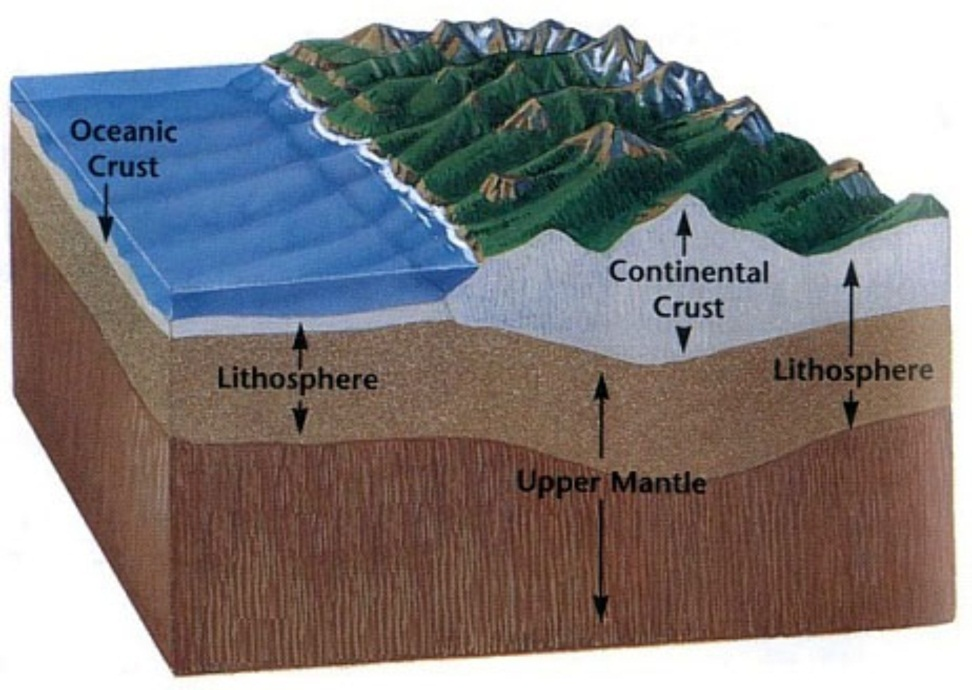 Oceanic
Crust
Continental
Crust
Lithosphere
Lithosphere
Upper Mantle